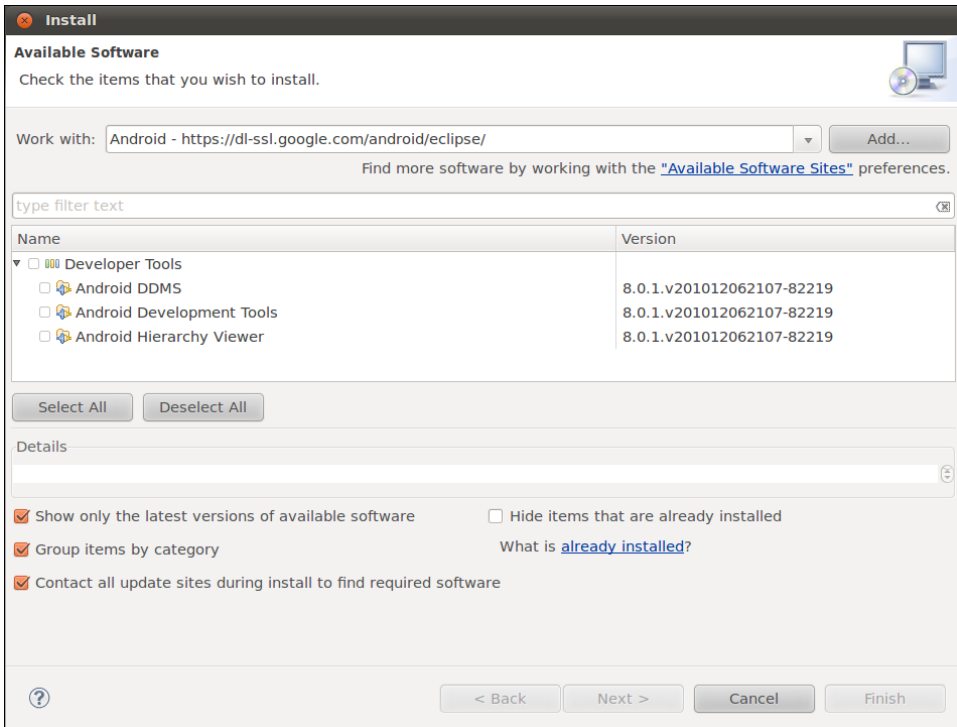 Install
Available Software
Check the items that you wish to install.
Work with: Android - https://dl-ssl.google.com/android/eclipse/ Add...
Find more software by working with the "Available Software Sites" preferences.
type filter text
Name Version
Developer Tools
Android DDMS 8.0.1.v201012062107-82219
Android Development Tools 8.0.1.v201012062107-82219
Android Hierarchy Viewer 8.0.1.v201012062107-82219
Select All Deselect All
Details
Show only the latest versions of available software Hide items that are already installed
Group items by category What is already installed?
Contact all update sites during install to find required software
? < Back Next > Cancel Finish